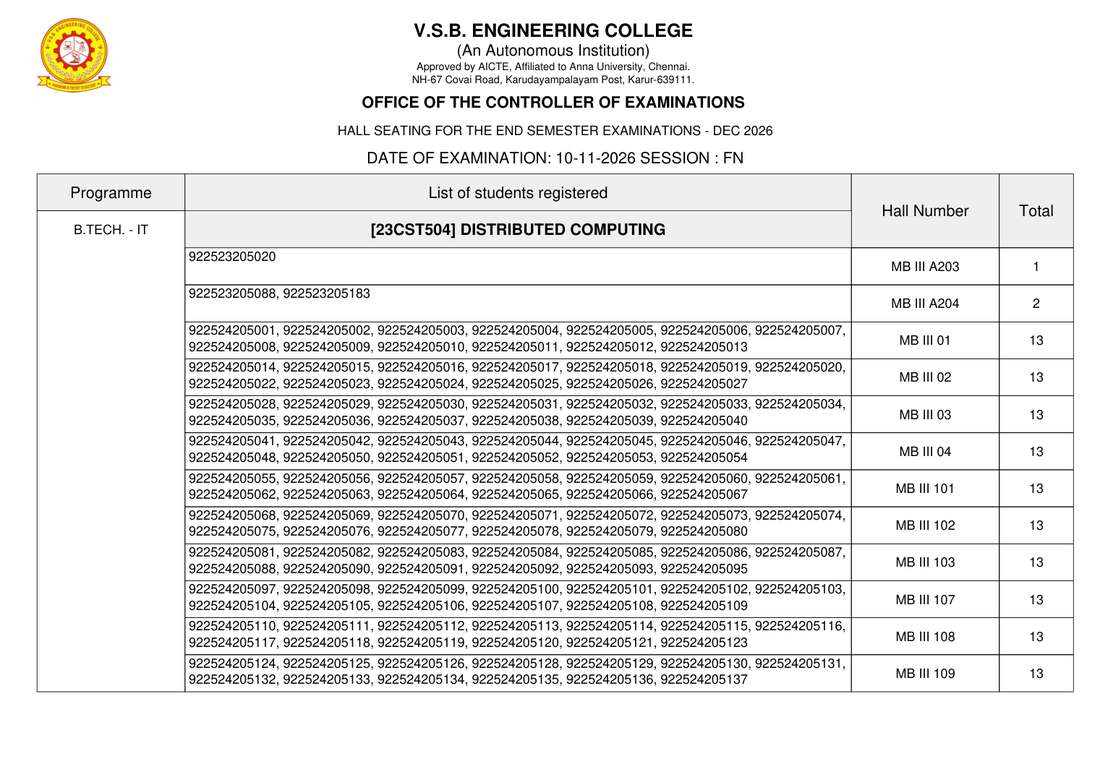 V.S.B. ENGINEERING COLLEGE
(An Autonomous Institution)
Approved by AICTE, Affiliated to Anna University, Chennai.
NH-67 Covai Road, Karudayampalayam Post, Karur-639111.
OFFICE OF THE CONTROLLER OF EXAMINATIONS
HALL SEATING FOR THE END SEMESTER EXAMINATIONS - DEC 2026
DATE OF EXAMINATION: 10-11-2026 SESSION : FN
Programme
List of students registered
Hall Number
Total
B.TECH. - IT
[23CST504] DISTRIBUTED COMPUTING
922523205020
MB III A203
1
922523205088, 922523205183
MB III A204
2
922524205001, 922524205002, 922524205003, 922524205004, 922524205005, 922524205006, 922524205007,
922524205008, 922524205009, 922524205010, 922524205011, 922524205012, 922524205013
MB III 01
13
922524205014, 922524205015, 922524205016, 922524205017, 922524205018, 922524205019, 922524205020,
922524205022, 922524205023, 922524205024, 922524205025, 922524205026, 922524205027
MB III 02
13
922524205028, 922524205029, 922524205030, 922524205031, 922524205032, 922524205033, 922524205034,
922524205035, 922524205036, 922524205037, 922524205038, 922524205039, 922524205040
MB III 03
13
922524205041, 922524205042, 922524205043, 922524205044, 922524205045, 922524205046, 922524205047,
922524205048, 922524205050, 922524205051, 922524205052, 922524205053, 922524205054
MB III 04
13
922524205055, 922524205056, 922524205057, 922524205058, 922524205059, 922524205060, 922524205061,
922524205062, 922524205063, 922524205064, 922524205065, 922524205066, 922524205067
MB III 101
13
922524205068, 922524205069, 922524205070, 922524205071, 922524205072, 922524205073, 922524205074,
922524205075, 922524205076, 922524205077, 922524205078, 922524205079, 922524205080
MB III 102
13
922524205081, 922524205082, 922524205083, 922524205084, 922524205085, 922524205086, 922524205087,
922524205088, 922524205090, 922524205091, 922524205092, 922524205093, 922524205095
MB III 103
13
922524205097, 922524205098, 922524205099, 922524205100, 922524205101, 922524205102, 922524205103,
922524205104, 922524205105, 922524205106, 922524205107, 922524205108, 922524205109
MB III 107
13
922524205110, 922524205111, 922524205112, 922524205113, 922524205114, 922524205115, 922524205116,
922524205117, 922524205118, 922524205119, 922524205120, 922524205121, 922524205123
MB III 108
13
922524205124, 922524205125, 922524205126, 922524205128, 922524205129, 922524205130, 922524205131,
922524205132, 922524205133, 922524205134, 922524205135, 922524205136, 922524205137
MB III 109
13